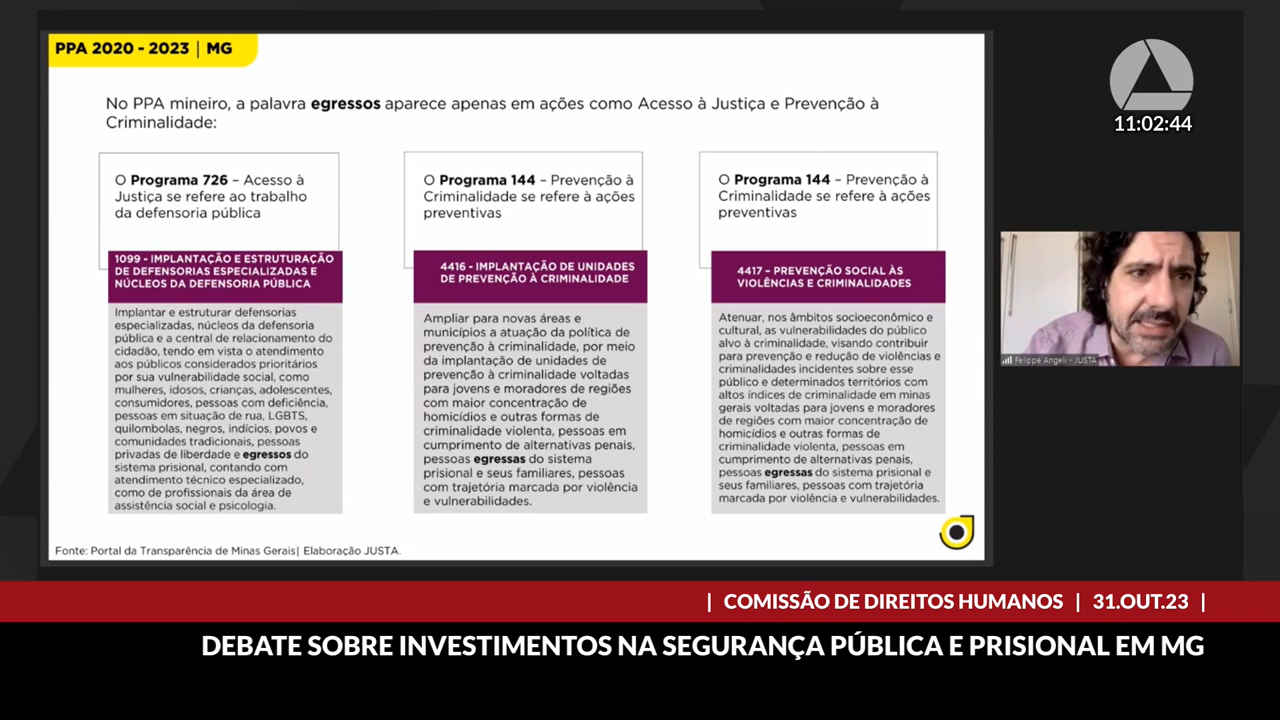 PPA 2020 - 2023 | MG
No PPA mineiro, a palavra egressos aparece apenas em ações como Acesso à Justiça e Prevenção à
Criminalidade:
O Programa 726 – Acesso à
Justiça se refere ao trabalho
da defensoria pública
1099 - IMPLANTAÇÃO E ESTRUTURAÇÃO
DE DEFENSORIAS ESPECIALIZADAS E
NÚCLEOS DA DEFENSORIA PÚBLICA
Implantar e estruturar defensorias
especializadas, núcleos da defensoria
pública e a central de relacionamento do
cidadão, tendo em vista o atendimento
aos públicos considerados prioritários
por sua vulnerabilidade social, como
mulheres, idosos, crianças, adolescentes,
consumidores, pessoas com deficiência,
pessoas em situação de rua, LGBTS,
quilombolas, negros, indícios, povos e
comunidades tradicionais, pessoas
privadas de liberdade e egressos do
sistema prisional, contando com
atendimento técnico especializado,
como de profissionais da área de
assistência social e psicologia.
O Programa 144 – Prevenção à
Criminalidade se refere à ações
preventivas
4416 - IMPLANTAÇÃO DE UNIDADES
DE PREVENÇÃO À CRIMINALIDADE
Ampliar para novas áreas e
municípios a atuação da política de
prevenção à criminalidade, por meio
da implantação de unidades de
prevenção à criminalidade voltadas
para jovens e moradores de regiões
com maior concentração de
homicídios e outras formas de
criminalidade violenta, pessoas em
cumprimento de alternativas penais,
pessoas egressas do sistema
prisional e seus familiares, pessoas
com trajetória marcada por violência
e vulnerabilidades.
O Programa 144 – Prevenção à
Criminalidade se refere à ações
preventivas
4417 – PREVENÇÃO SOCIAL ÀS
VIOLÊNCIAS E CRIMINALIDADES
Atenuar, nos âmbitos socioeconômico e
cultural, as vulnerabilidades do público
alvo à criminalidade, visando contribuir
para prevenção e redução de violências e
criminalidades incidentes sobre esse
público e determinados territórios com
altos índices de criminalidade em minas
gerais voltadas para jovens e moradores
de regiões com maior concentração de
homicídios e outras formas de
criminalidade violenta, pessoas em
cumprimento de alternativas penais,
pessoas egressas do sistema prisional e
seus familiares, pessoas com trajetória
marcada por violência e vulnerabilidades.
Fonte: Portal da Transparência de Minas Gerais| Elaboração JUSTA.
11:02:44
Felippe Angeli - JUSTA
| COMISSÃO DE DIREITOS HUMANOS | 31.OUT.23 |
DEBATE SOBRE INVESTIMENTOS NA SEGURANÇA PÚBLICA E PRISIONAL EM MG